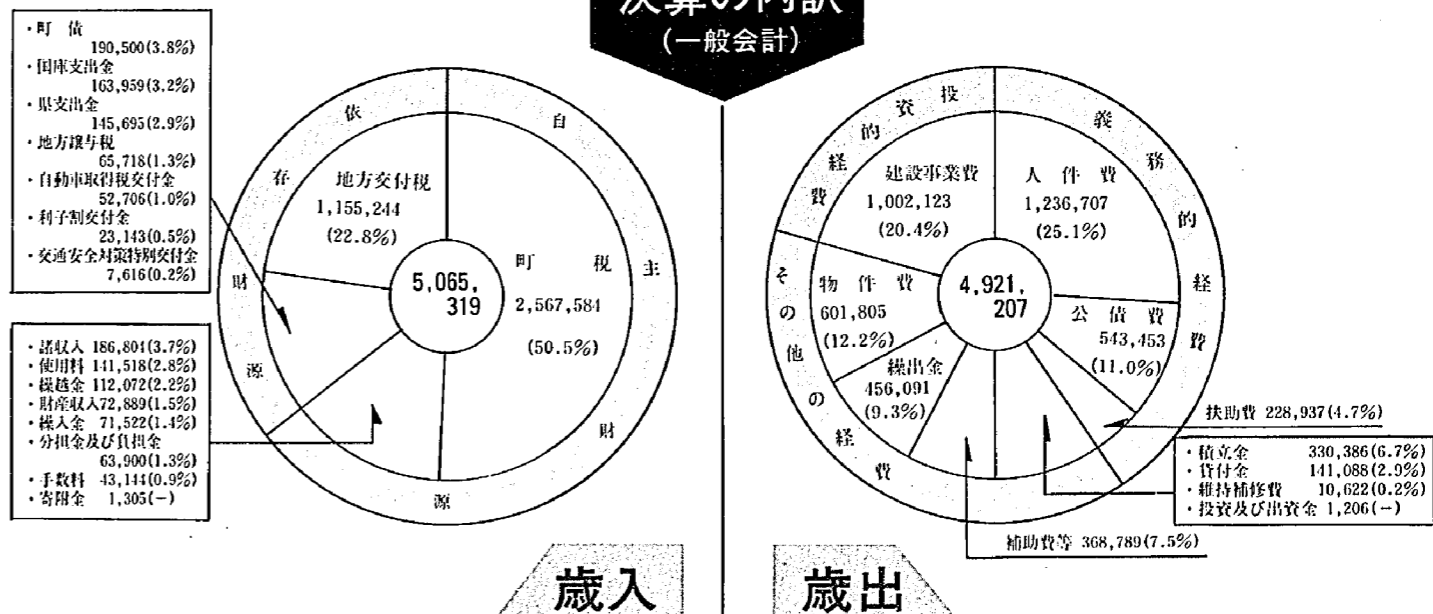 決算の内訳
(一般会計)
・町債
190,500(3.8%)
・国庫支出金
163,959(3.2%)
・県支出金
145,695(2.9%)
・地方譲与税
65,718(1.3%)
・自動車取得税交付金
52,706(1.0%)
・利子割交付金
23,143(0.5%)
・交通安全対策特別交付金
7,616(0.2%)
・諸収入 186,804(3.7%)
・使用料 141,518(2.8%)
・繰越金 112,072(2.2%)
・財産収入 72,889(1.5%)
・繰入金 71,522(1.4%)
・分担金及び負担金
63,900(1.3%)
・手数料 43,144(0.9%)
・寄附金 1,305(-)
依存財源
自主財源
地方交付税
1,155,244
(22.8%)
町税
2,567,584
(50.5%)
5,065,
319
歳入
投資的経費
義務的経費
その他の経費
建設事業費
1,002,123
(20.4%)
人件費
1,236,707
(25.1%)
物件費
601,805
(12.2%)
4,921,
207
公債費
543,453
(11.0%)
繰出金
456,091
(9.3%)
扶助費 228,937(4.7%)
・積立金 330,386(6.7%)
・貸付金 141,088(2.9%)
・維持補修費 10,622(0.2%)
・投資及び出資金 1,206(-)
補助費等 368,789(7.5%)
歳出